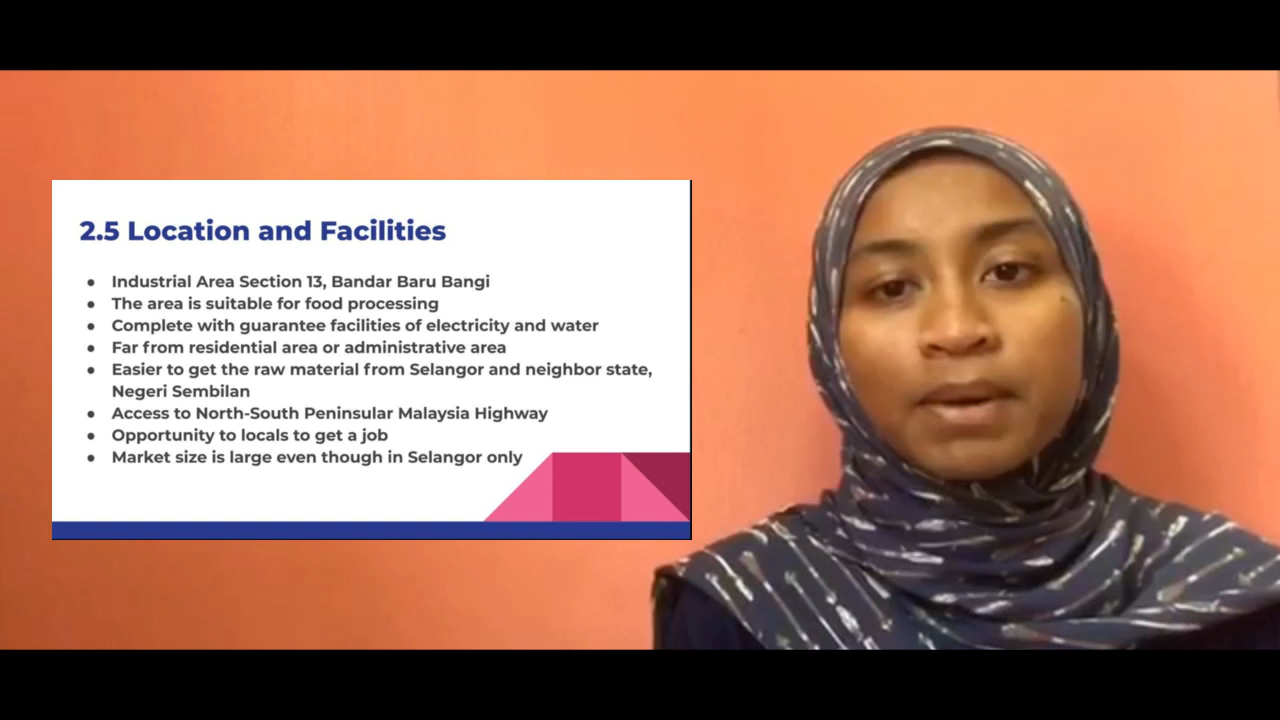 2.5 Location and Facilities
● Industrial Area Section 13, Bandar Baru Bangi
● The area is suitable for food processing
● Complete with guarantee facilities of electricity and water
● Far from residential area or administrative area
● Easier to get the raw material from Selangor and neighbor state,
Negeri Sembilan
● Access to North-South Peninsular Malaysia Highway
● Opportunity to locals to get a job
● Market size is large even though in Selangor only